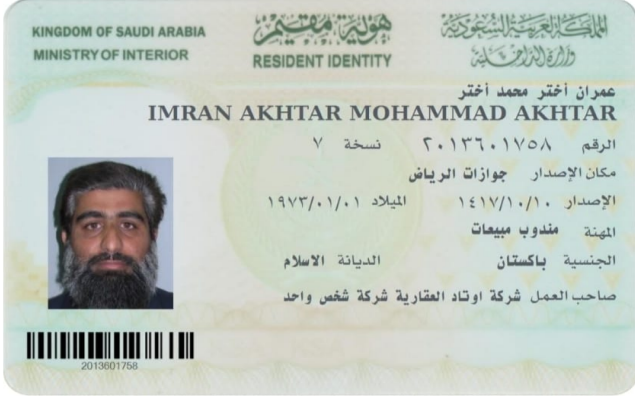 KINGDOM OF SAUDI ARABIA
MINISTRY OF INTERIOR
هوية مقيم
RESIDENT IDENTITY
المملكة العربية السعودية
وزارة الداخلية
عمران أختر محمد أختر
IMRAN AKHTAR MOHAMMAD AKHTAR
الرقم ٢٠١٣٦٠١٧٥٨ نسخة ٧
مكان الإصدار جوازات الرياض
الإصدار ١٤١٧/١٠/١٠ الميلاد ١٩٧٣/٠١/٠١
المهنة مندوب مبيعات
الجنسية باكستان الديانة الاسلام
صاحب العمل شركة اوتاد العقارية شركة شخص واحد
2013601758